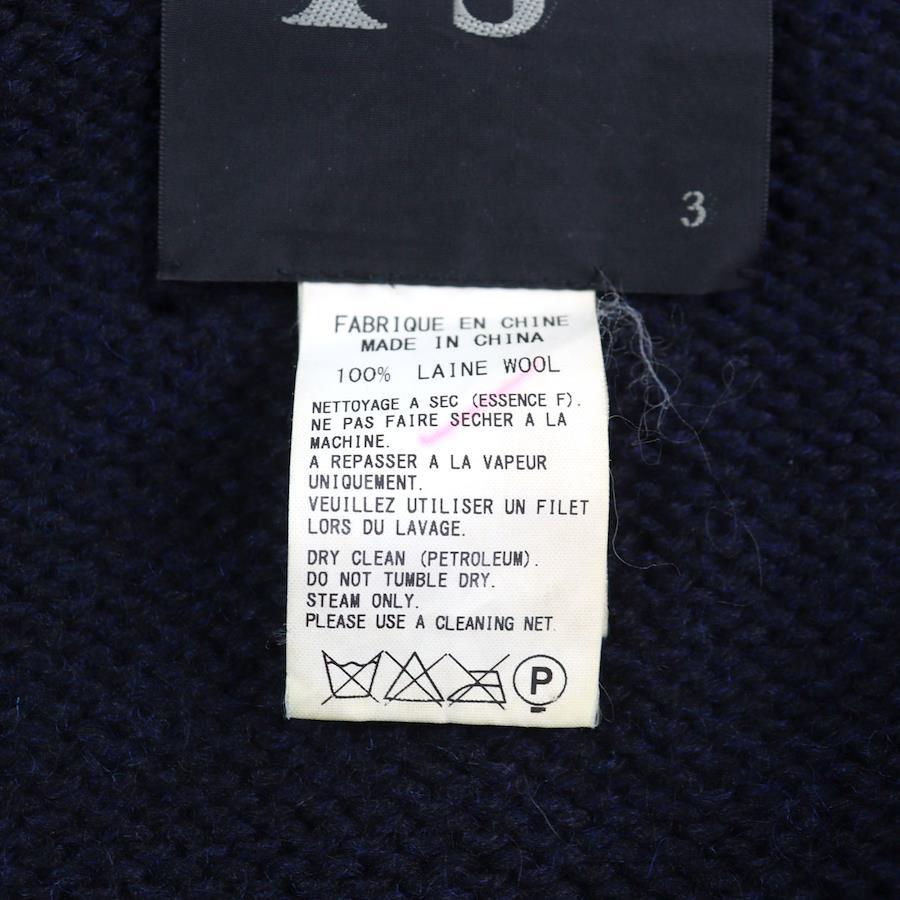 3
FABRIQUE EN CHINE
MADE IN CHINA
100% LAINE WOOL
NETTOYAGE A SEC (ESSENCE F).
NE PAS FAIRE SECHER A LA
MACHINE.
A REPASSER A LA VAPEUR
UNIQUEMENT.
VEUILLEZ UTILISER UN FILET
LORS DU LAVAGE.
DRY CLEAN (PETROLEUM).
DO NOT TUMBLE DRY.
STEAM ONLY.
PLEASE USE A CLEANING NET.
P